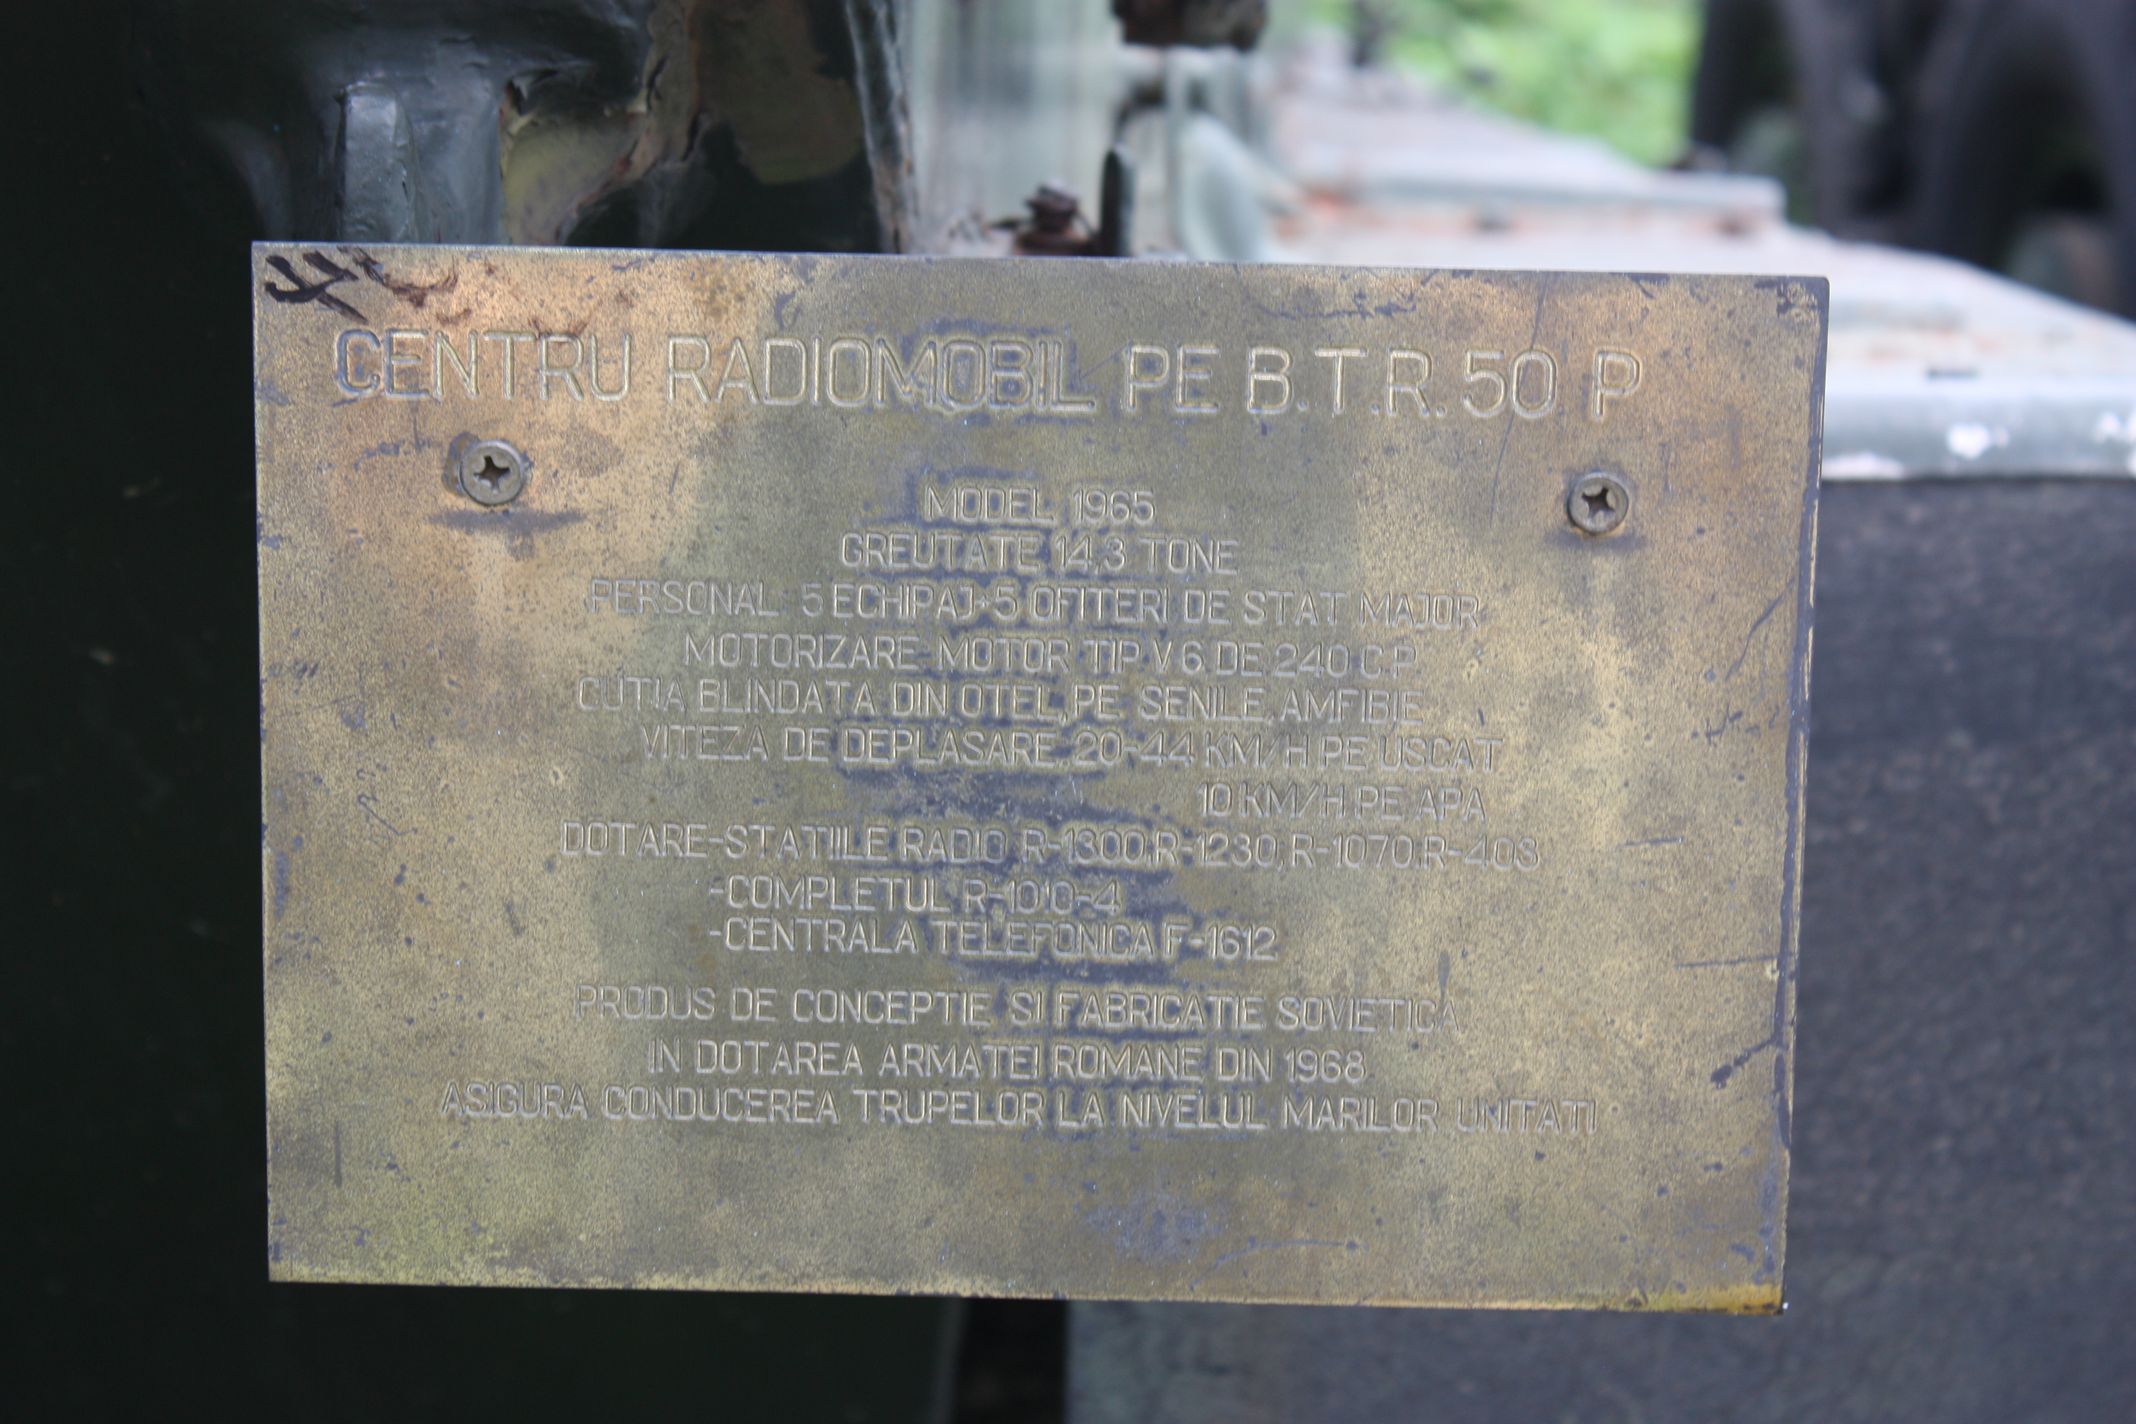 CENTRU RADIOMOBIL PE B.T.R. 50 P
MODEL 1965
GREUTATE 14,3 TONE
PERSONAL: 5 ECHIPAJ-5 OFITERI DE STAT MAJOR
MOTORIZARE MOTOR TIP V 6 DE 240 C.P.
CUTIA BLINDATA DIN OTEL, PE SENILE, AMFIBIE
VITEZA DE DEPLASARE 20-44 KM/H PE USCAT
10 KM/H PE APA
DOTARE-STATIILE RADIO R-1300, R-1230, R-1070, R-403
-COMPLETUL R-1010-4
-CENTRALA TELEFONICA F-1612
PRODUS DE CONCEPTIE SI FABRICATIE SOVIETICA
IN DOTAREA ARMATEI ROMANE DIN 1968
ASIGURA CONDUCEREA TRUPELOR LA NIVELUL MARILOR UNITATI